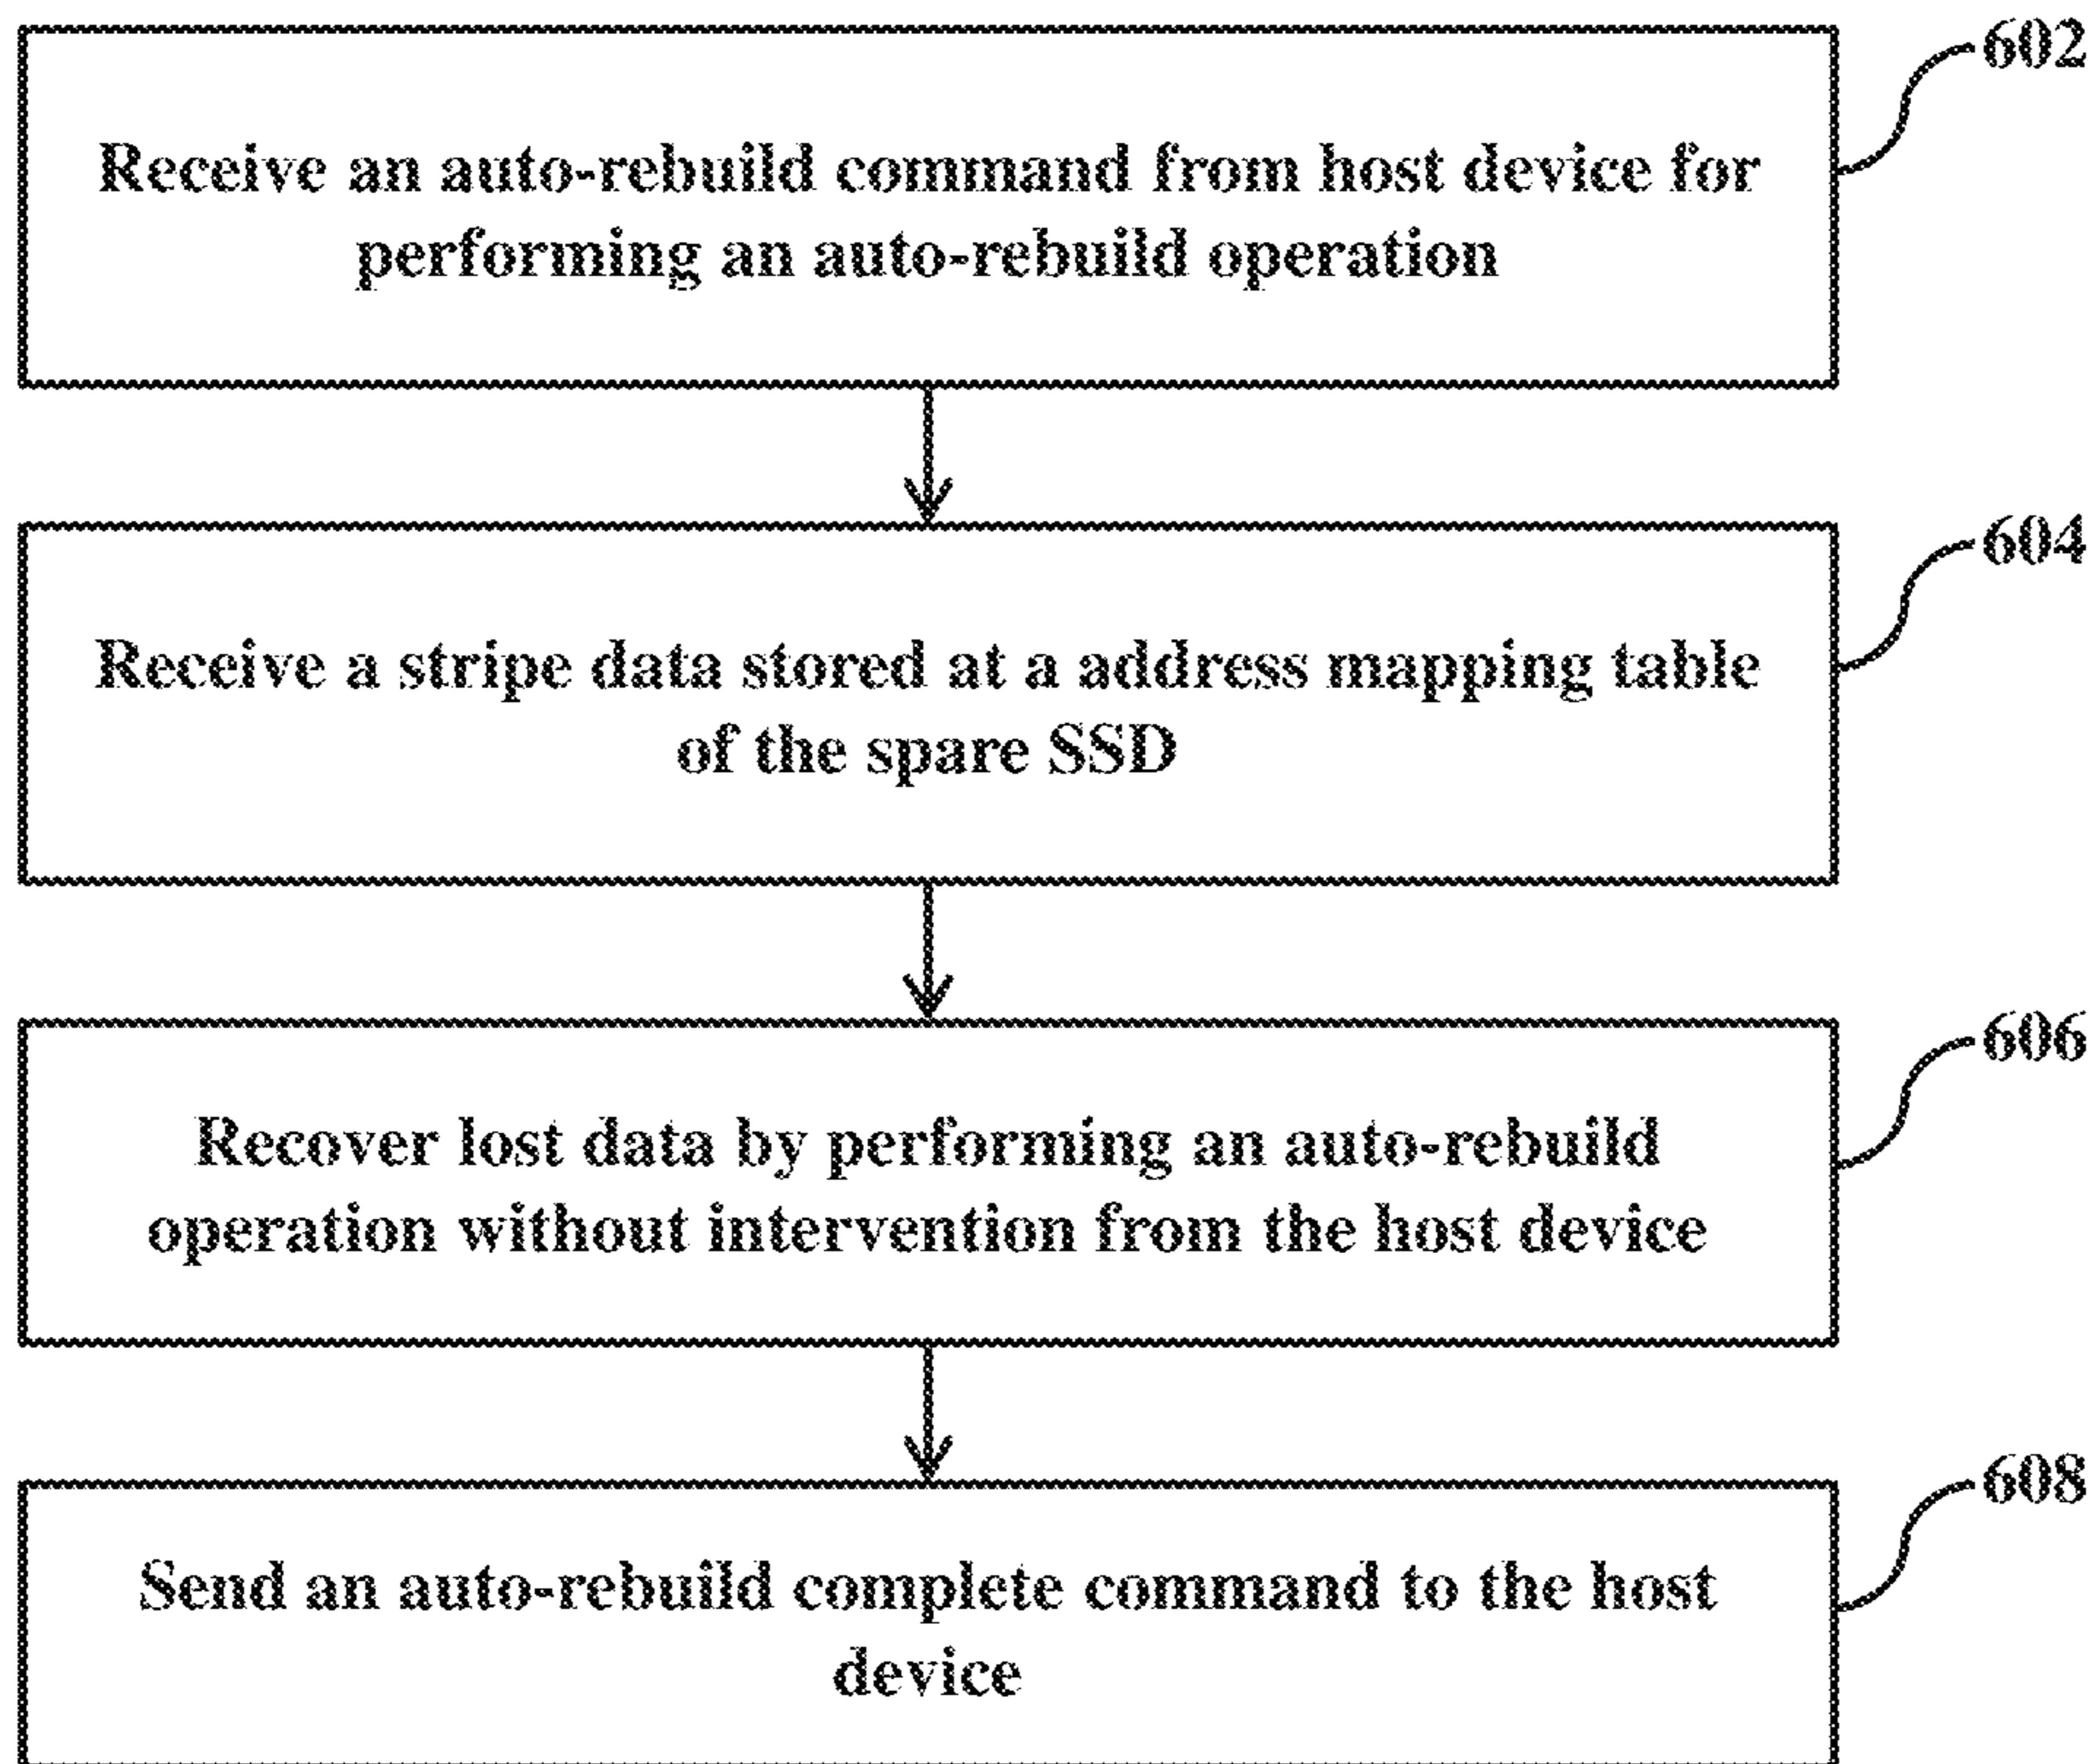 602
Receive an auto-rebuild command from host device for
performing an auto-rebuild operation
604
Receive a stripe data stored at a address mapping table
of the spare SSD
606
Recover lost data by performing an auto-rebuild
operation without intervention from the host device
608
Send an auto-rebuild complete command to the host
device